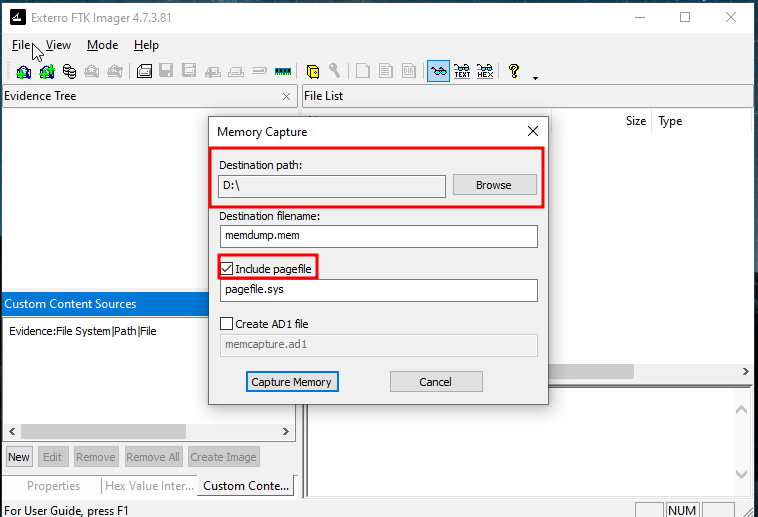 Exterro FTK Imager 4.7.3.81
File View Mode Help
TEXT HEX
Evidence Tree
File List
Size Type
Memory Capture
Destination path:
D:\
Browse
Destination filename:
memdump.mem
Include pagefile
pagefile.sys
Create AD1 file
memcapture.ad1
Capture Memory Cancel
Custom Content Sources
Evidence:File System|Path|File
New Edit Remove Remove All Create Image
Properties Hex Value Inter... Custom Conte...
For User Guide, press F1
NUM